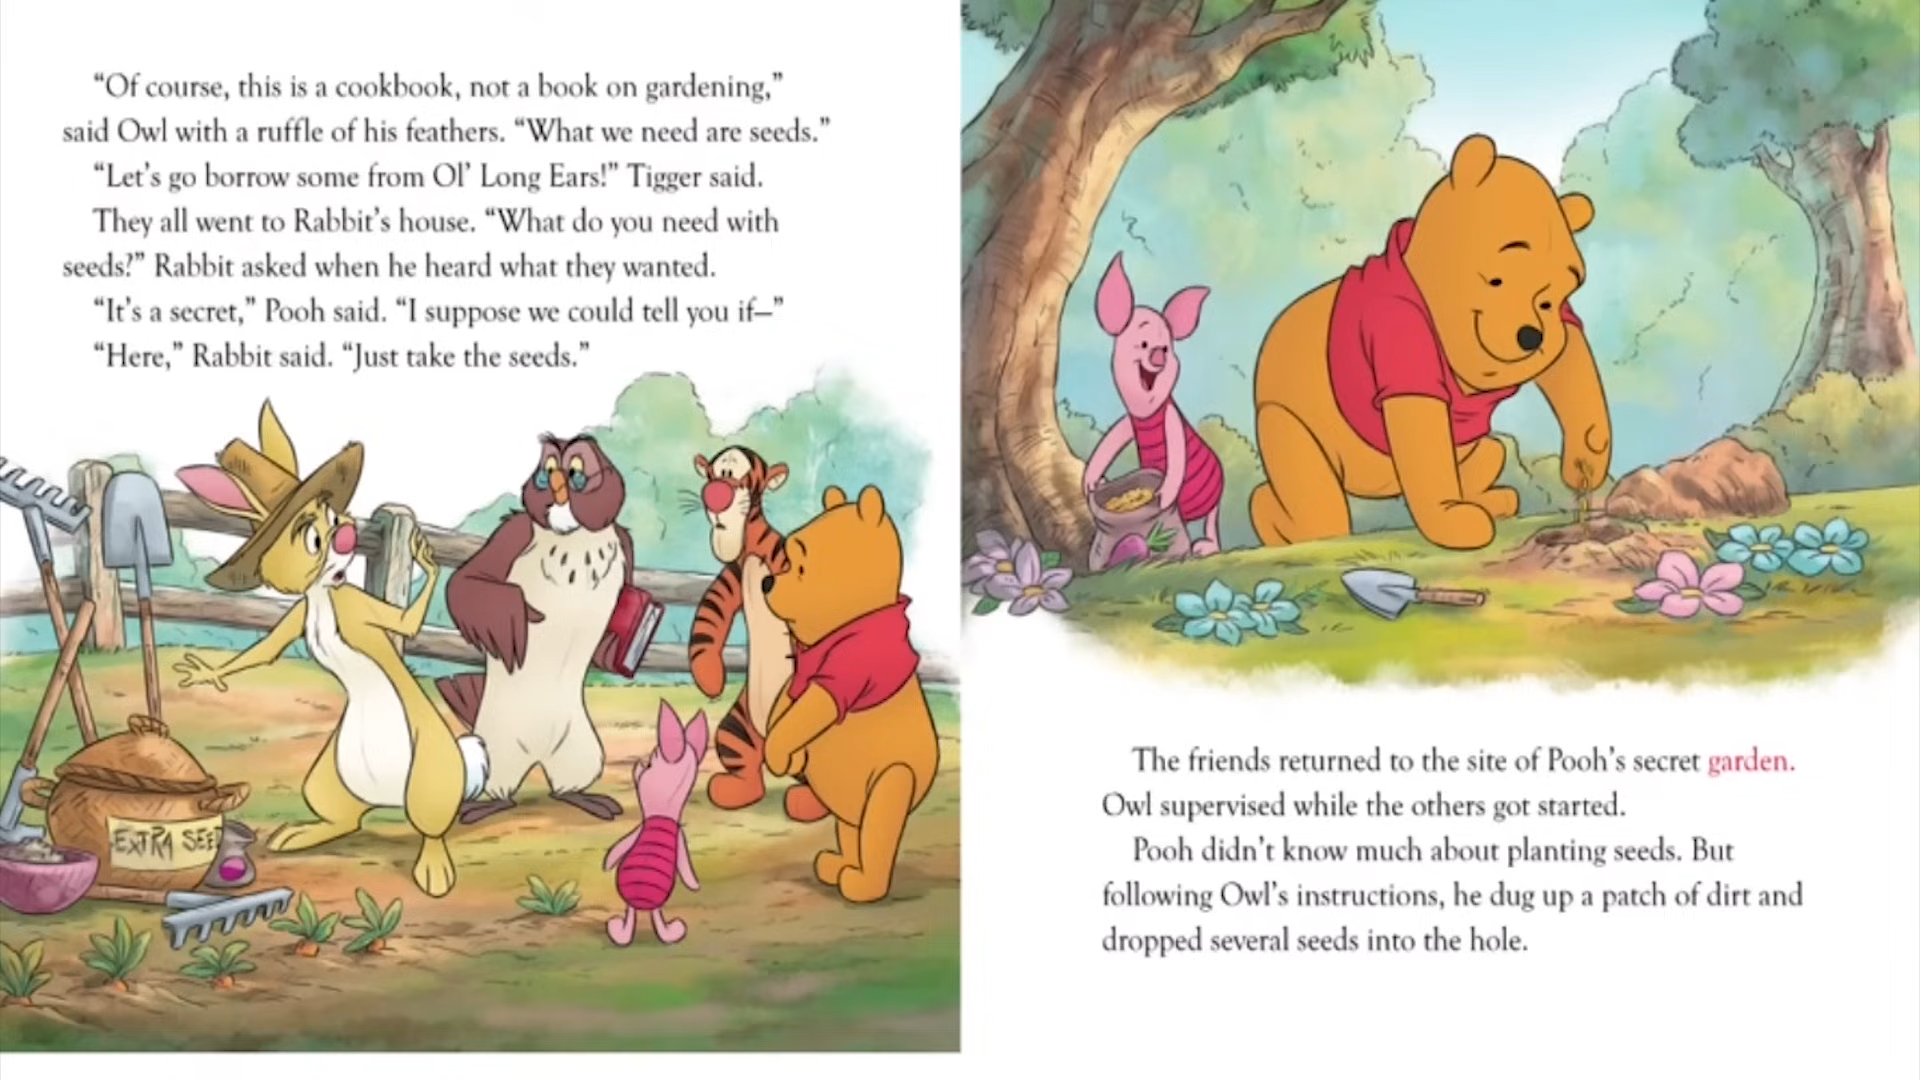 “Of course, this is a cookbook, not a book on gardening,”
said Owl with a ruffle of his feathers. “What we need are seeds.”
“Let’s go borrow some from Ol’ Long Ears!” Tigger said.
They all went to Rabbit’s house. “What do you need with
seeds?” Rabbit asked when he heard what they wanted.
“It’s a secret,” Pooh said. “I suppose we could tell you if—”
“Here,” Rabbit said. “Just take the seeds.”
EXTRA SEED
The friends returned to the site of Pooh’s secret garden.
Owl supervised while the others got started.
Pooh didn’t know much about planting seeds. But
following Owl’s instructions, he dug up a patch of dirt and
dropped several seeds into the hole.